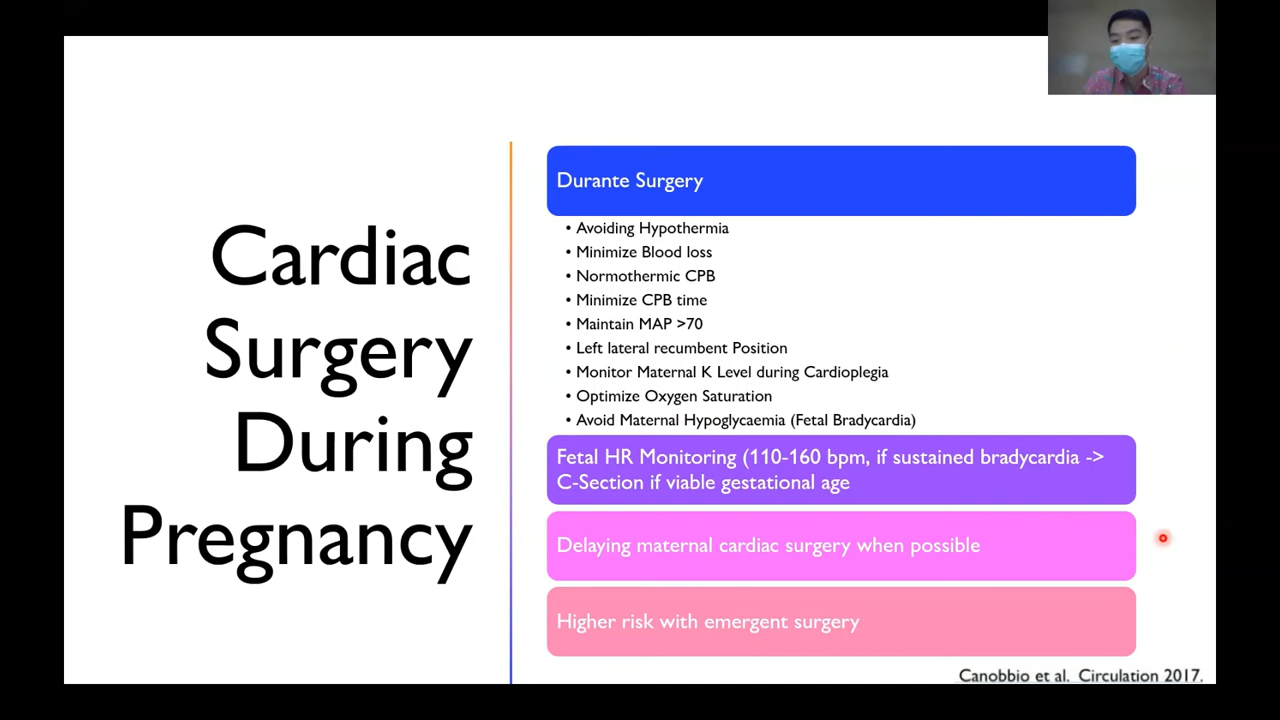 Cardiac
Surgery
During
Pregnancy
Durante Surgery
• Avoiding Hypothermia
• Minimize Blood loss
• Normothermic CPB
• Minimize CPB time
• Maintain MAP >70
• Left lateral recumbent Position
• Monitor Maternal K Level during Cardioplegia
• Optimize Oxygen Saturation
• Avoid Maternal Hypoglycaemia (Fetal Bradycardia)
Fetal HR Monitoring (110-160 bpm, if sustained bradycardia ->
C-Section if viable gestational age
Delaying maternal cardiac surgery when possible
Higher risk with emergent surgery
Canobbio et al. Circulation 2017.